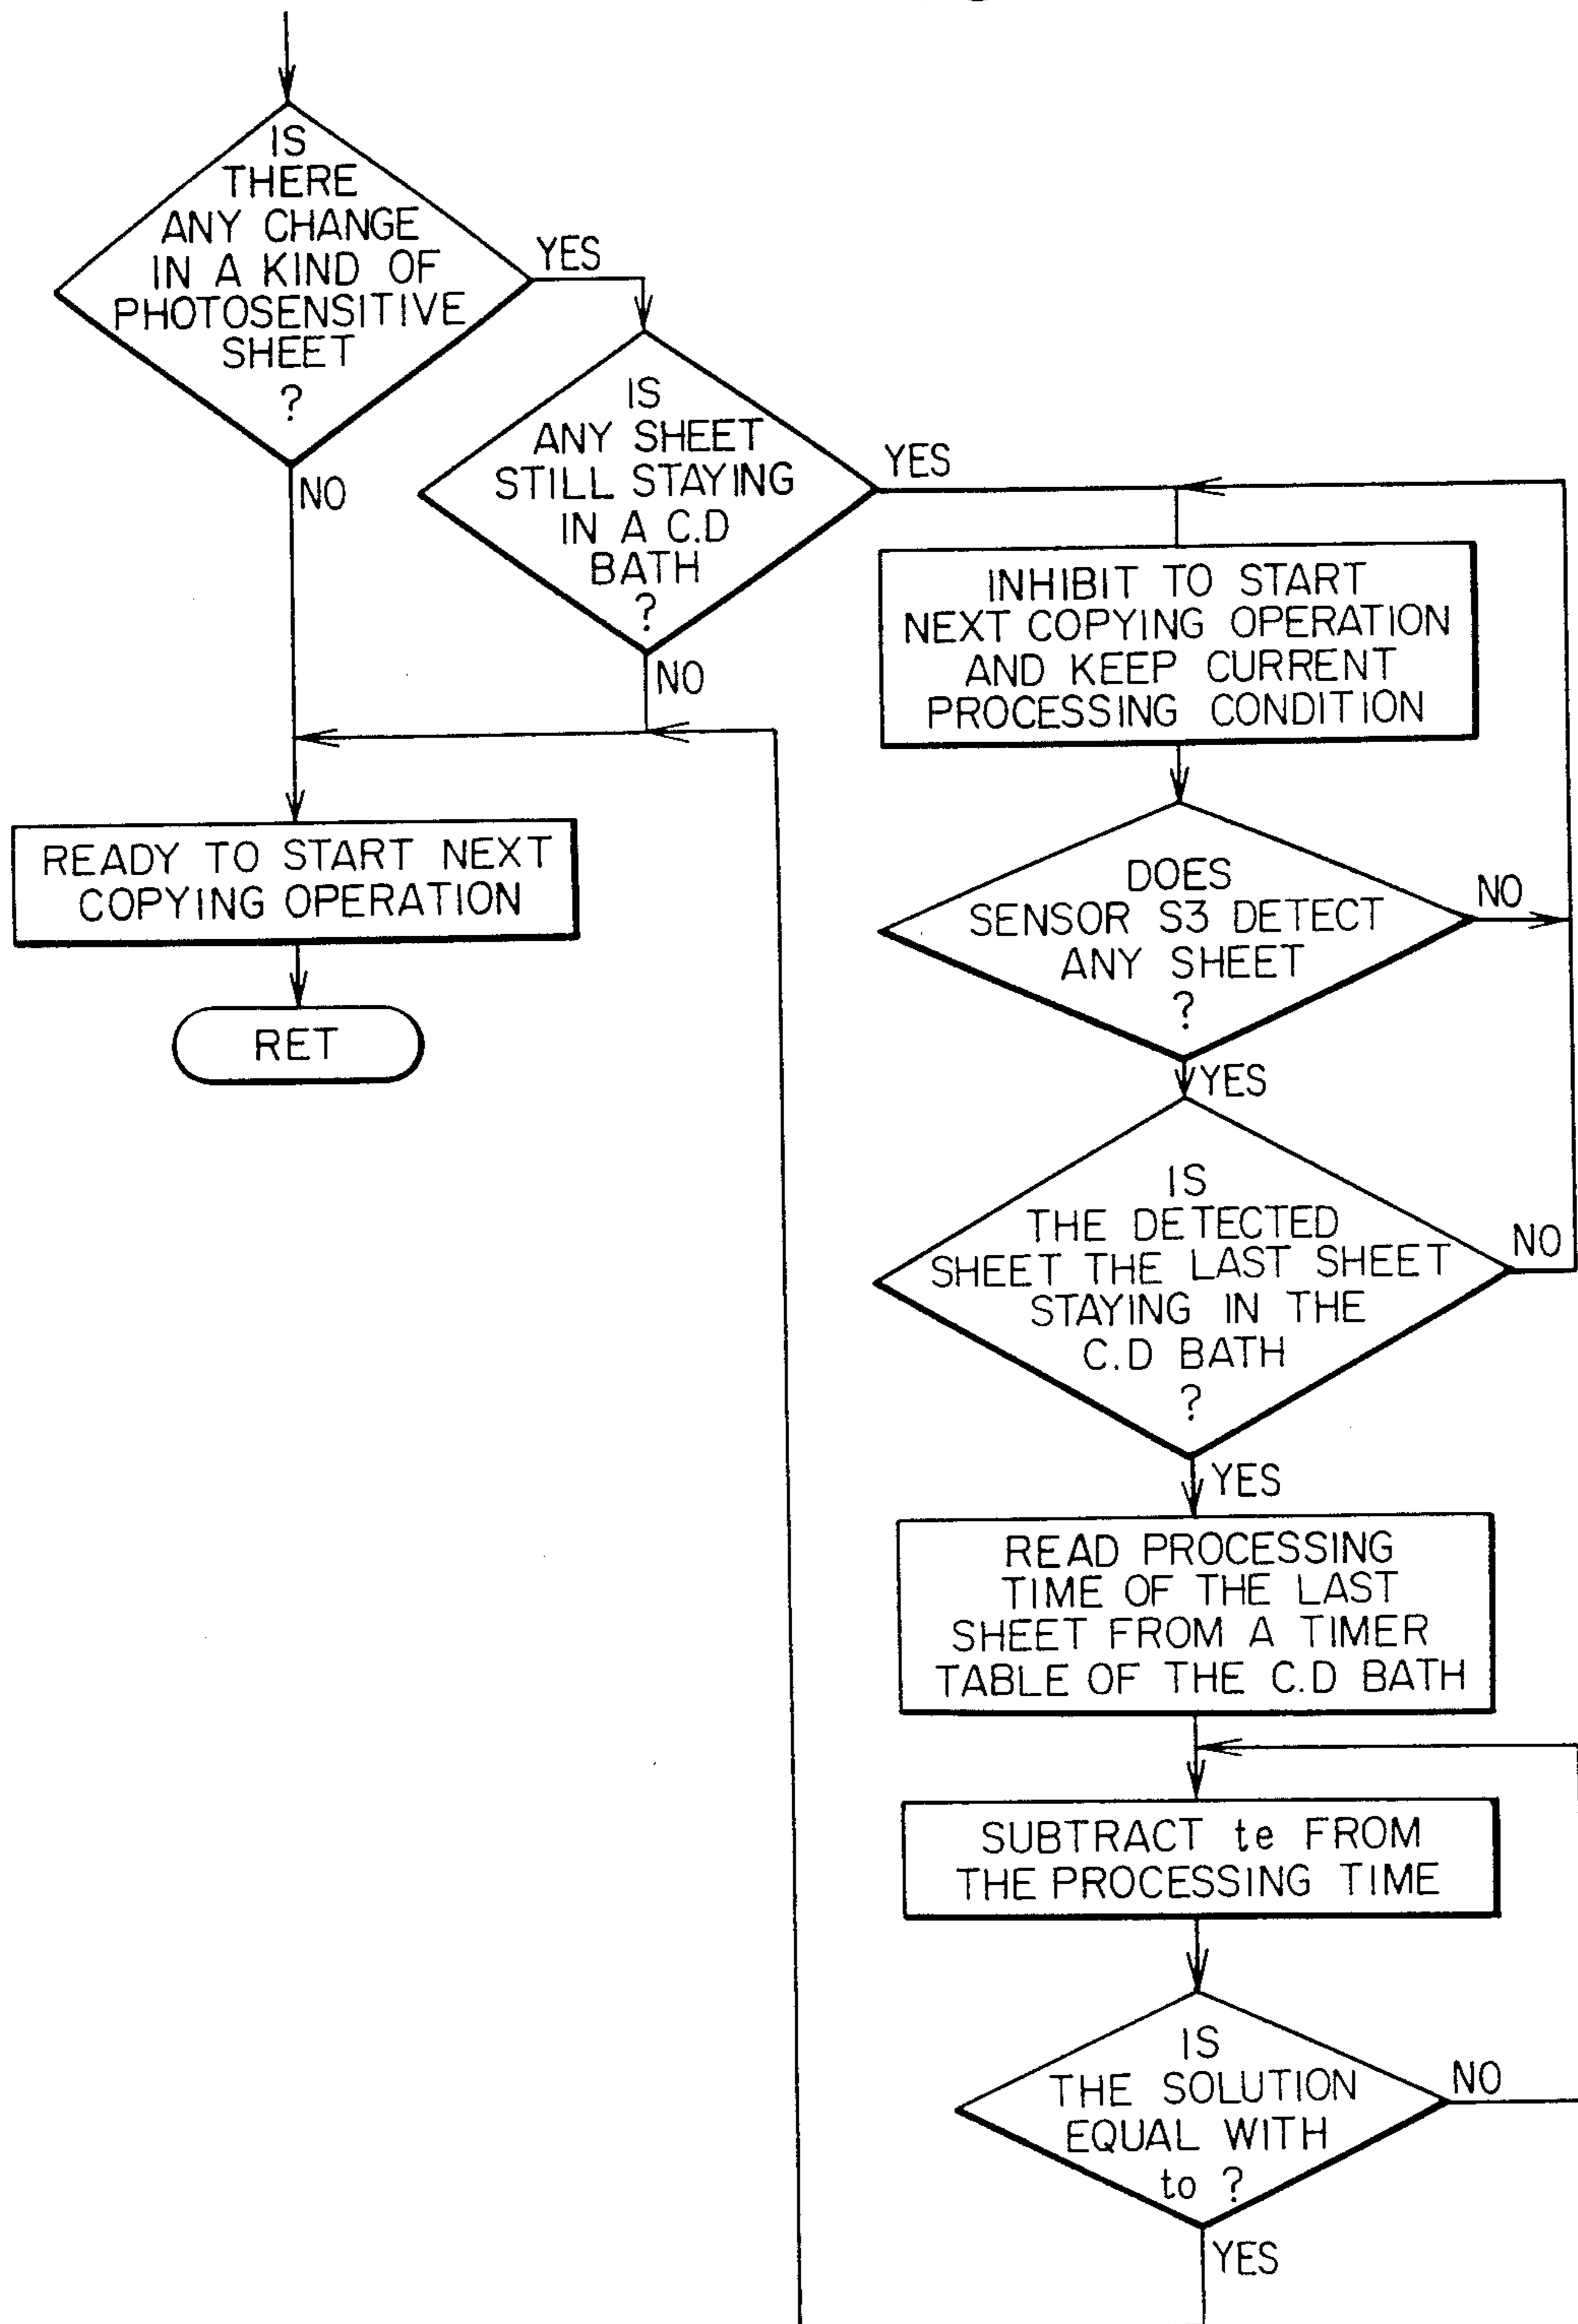 IS
THERE
ANY CHANGE
IN A KIND OF
PHOTOSENSITIVE
SHEET
?
YES
NO
IS
ANY SHEET
STILL STAYING
IN A C.D
BATH
?
YES
NO
INHIBIT TO START
NEXT COPYING OPERATION
AND KEEP CURRENT
PROCESSING CONDITION
READY TO START NEXT
COPYING OPERATION
RET
DOES
SENSOR S3 DETECT
ANY SHEET
?
NO
YES
IS
THE DETECTED
SHEET THE LAST SHEET
STAYING IN THE
C.D BATH
?
NO
YES
READ PROCESSING
TIME OF THE LAST
SHEET FROM A TIMER
TABLE OF THE C.D BATH
SUBTRACT te FROM
THE PROCESSING TIME
IS
THE SOLUTION
EQUAL WITH
to ?
NO
YES